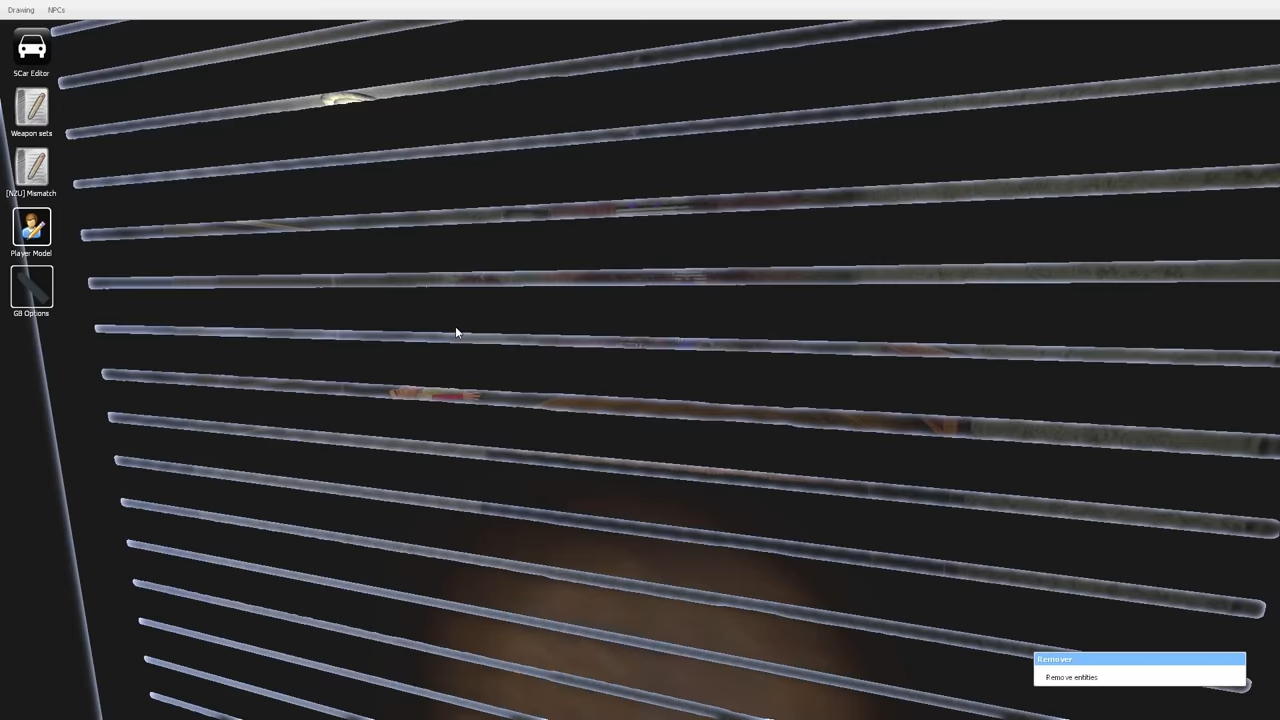 Drawing NPCs
SCar Editor
Weapon sets
[NZU] Mismatch
Player Model
GB Options
Remover
Remove entities